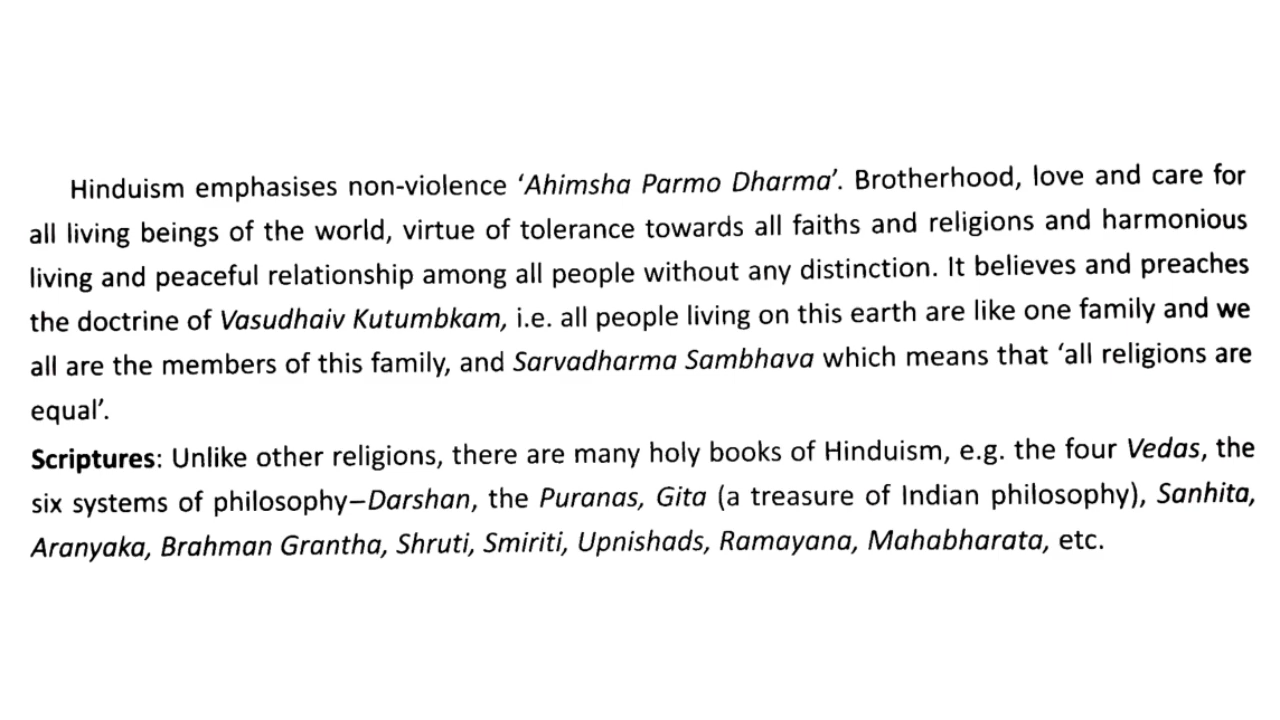 Hinduism emphasises non-violence ‘Ahimsha Parmo Dharma’. Brotherhood, love and care for
all living beings of the world, virtue of tolerance towards all faiths and religions and harmonious
living and peaceful relationship among all people without any distinction. It believes and preaches
the doctrine of Vasudhaiv Kutumbkam, i.e. all people living on this earth are like one family and we
all are the members of this family, and Sarvadharma Sambhava which means that ‘all religions are
equal’.
Scriptures: Unlike other religions, there are many holy books of Hinduism, e.g. the four Vedas, the
six systems of philosophy–Darshan, the Puranas, Gita (a treasure of Indian philosophy), Sanhita,
Aranyaka, Brahman Grantha, Shruti, Smiriti, Upnishads, Ramayana, Mahabharata, etc.